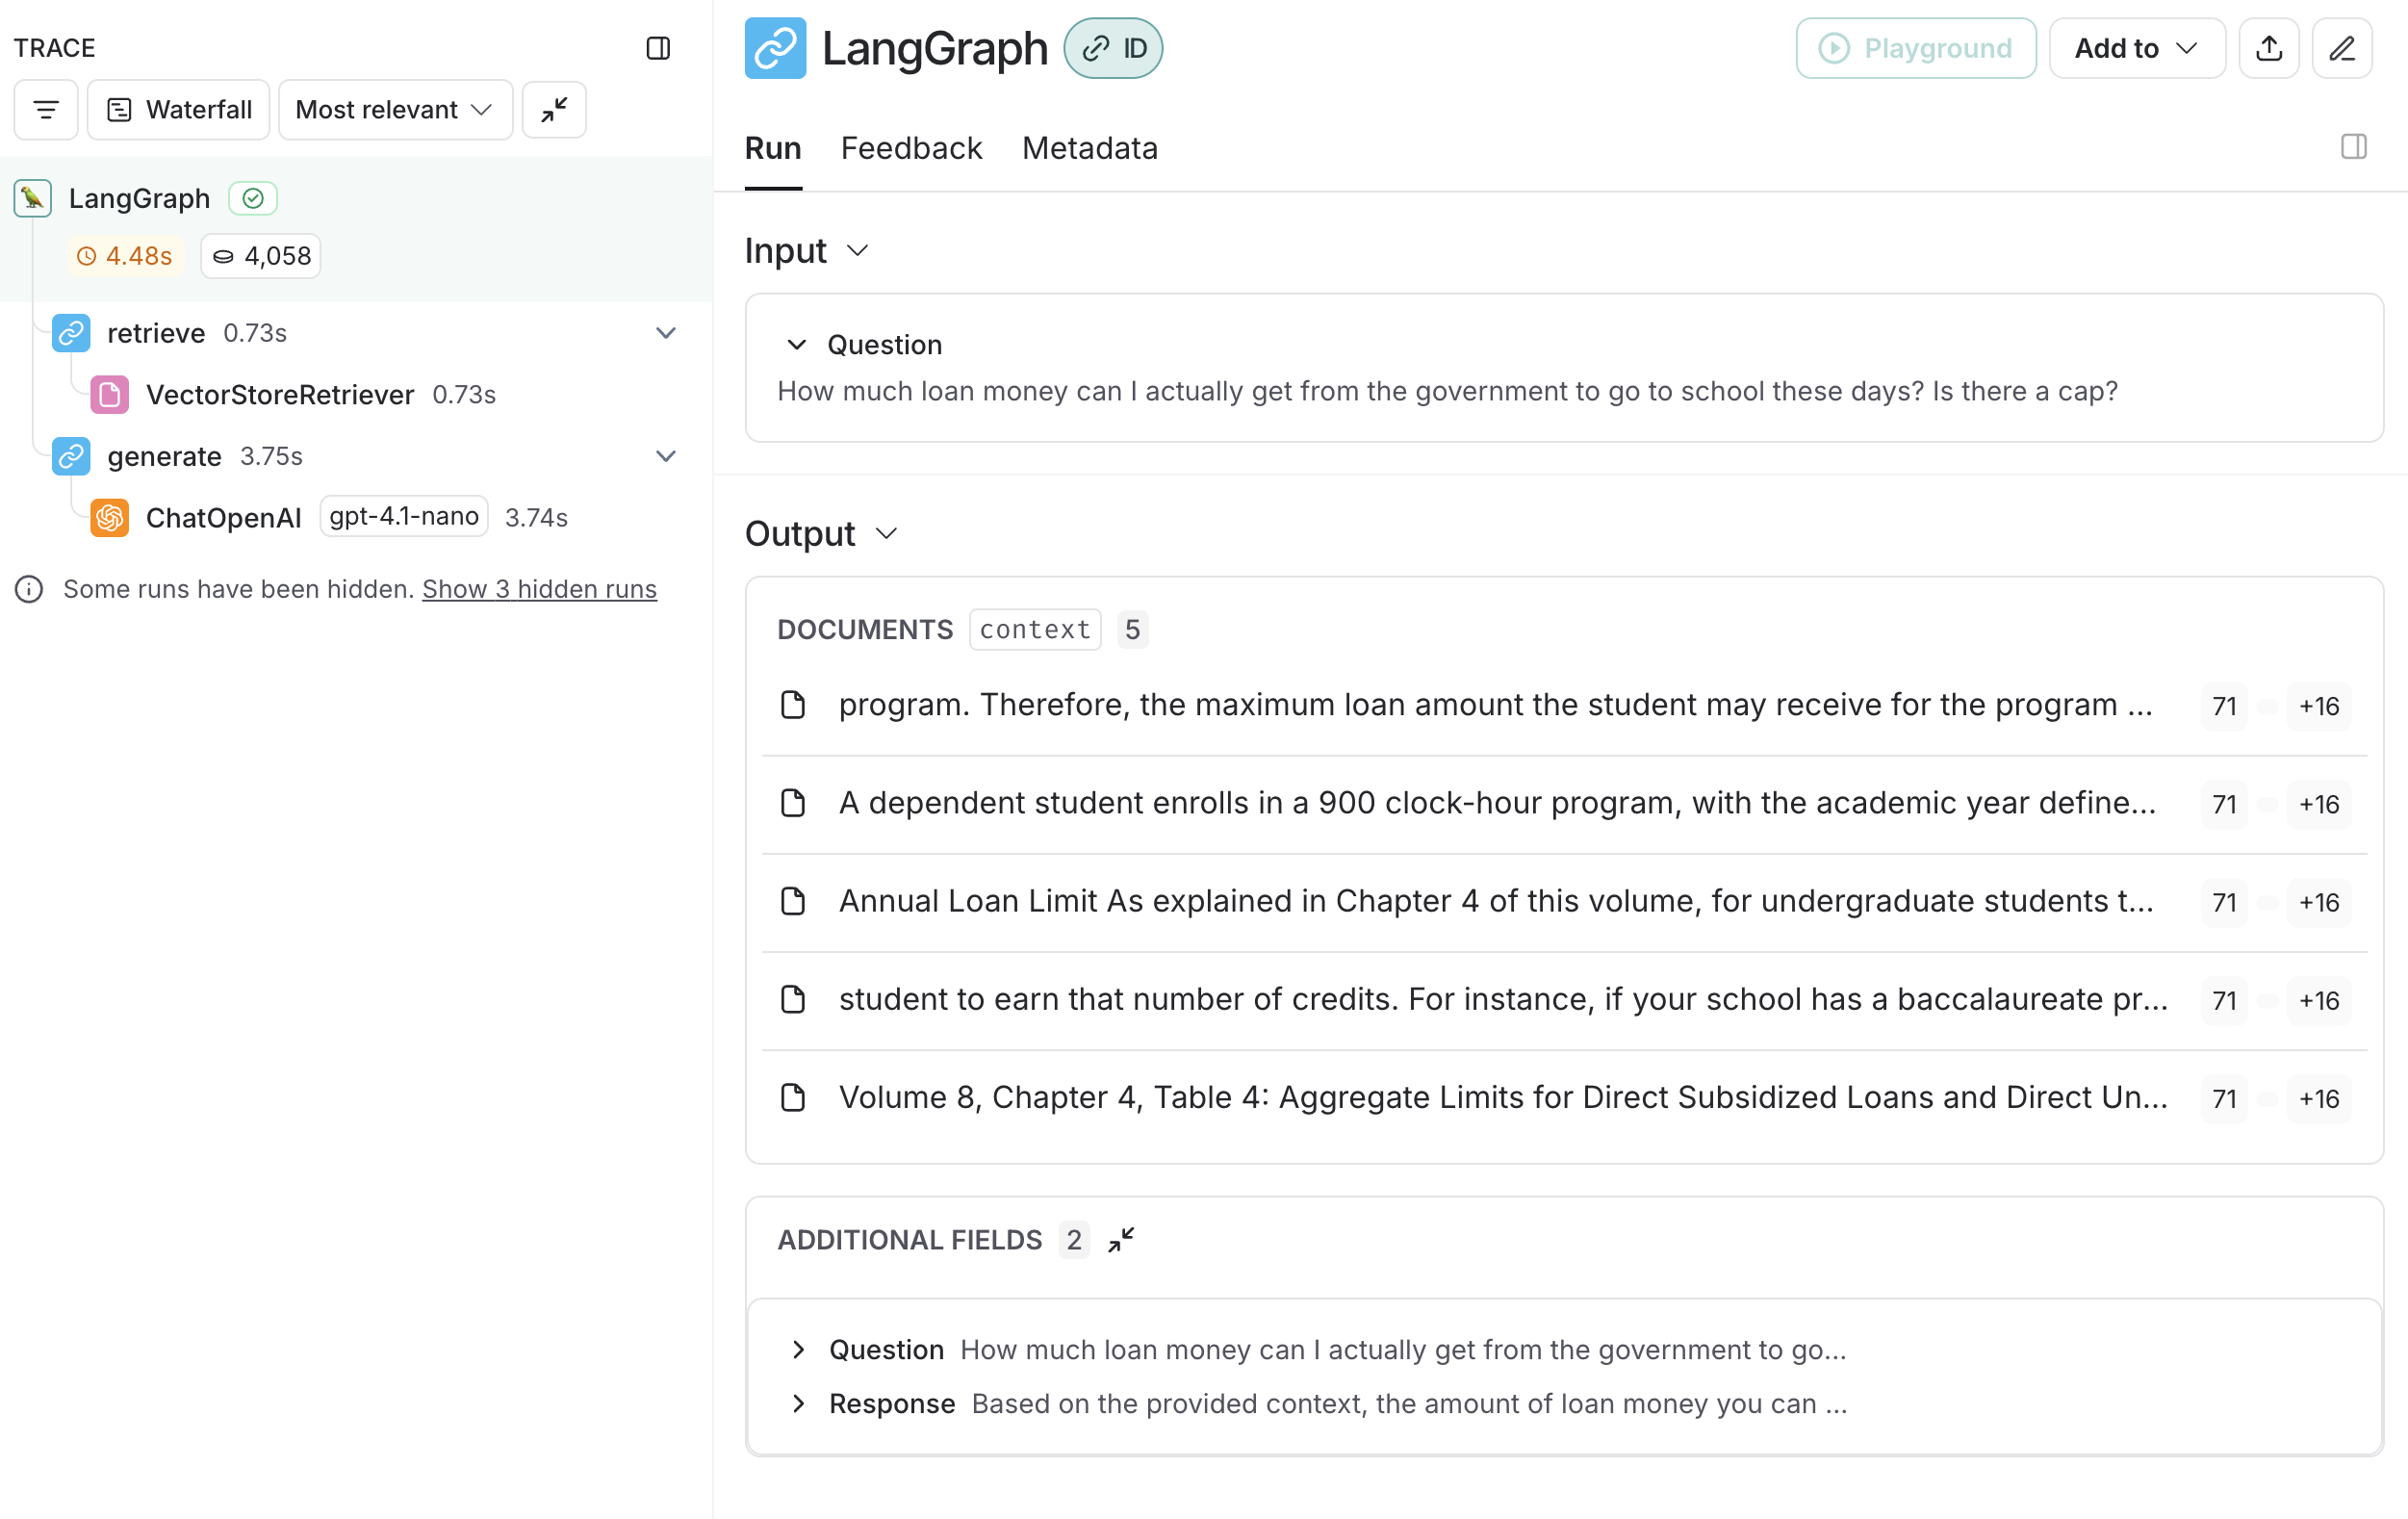 TRACE
Waterfall
Most relevant
LangGraph
4.48s
4,058
retrieve 0.73s
VectorStoreRetriever 0.73s
generate 3.75s
ChatOpenAI gpt-4.1-nano 3.74s
Some runs have been hidden. Show 3 hidden runs
LangGraph ID
Playground
Add to
Run Feedback Metadata
Input
Question
How much loan money can I actually get from the government to go to school these days? Is there a cap?
Output
DOCUMENTS context 5
program. Therefore, the maximum loan amount the student may receive for the program ... 71 +16
A dependent student enrolls in a 900 clock-hour program, with the academic year define... 71 +16
Annual Loan Limit As explained in Chapter 4 of this volume, for undergraduate students t... 71 +16
student to earn that number of credits. For instance, if your school has a baccalaureate pr... 71 +16
Volume 8, Chapter 4, Table 4: Aggregate Limits for Direct Subsidized Loans and Direct Un... 71 +16
ADDITIONAL FIELDS 2
Question How much loan money can I actually get from the government to go...
Response Based on the provided context, the amount of loan money you can ...